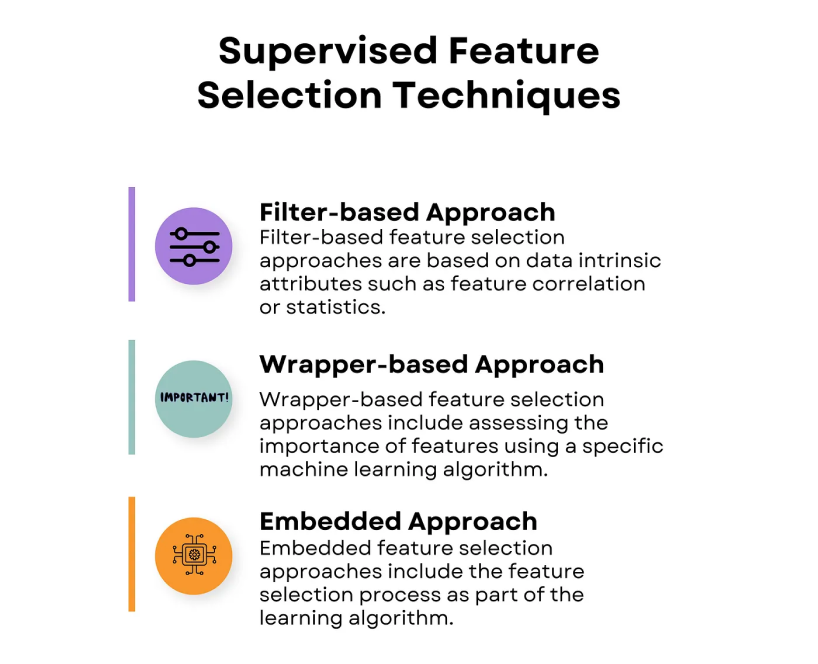 Supervised Feature
Selection Techniques
Filter-based Approach
Filter-based feature selection
approaches are based on data intrinsic
attributes such as feature correlation
or statistics.
IMPORTANT!
Wrapper-based Approach
Wrapper-based feature selection
approaches include assessing the
importance of features using a specific
machine learning algorithm.
Embedded Approach
Embedded feature selection
approaches include the feature
selection process as part of the
learning algorithm.